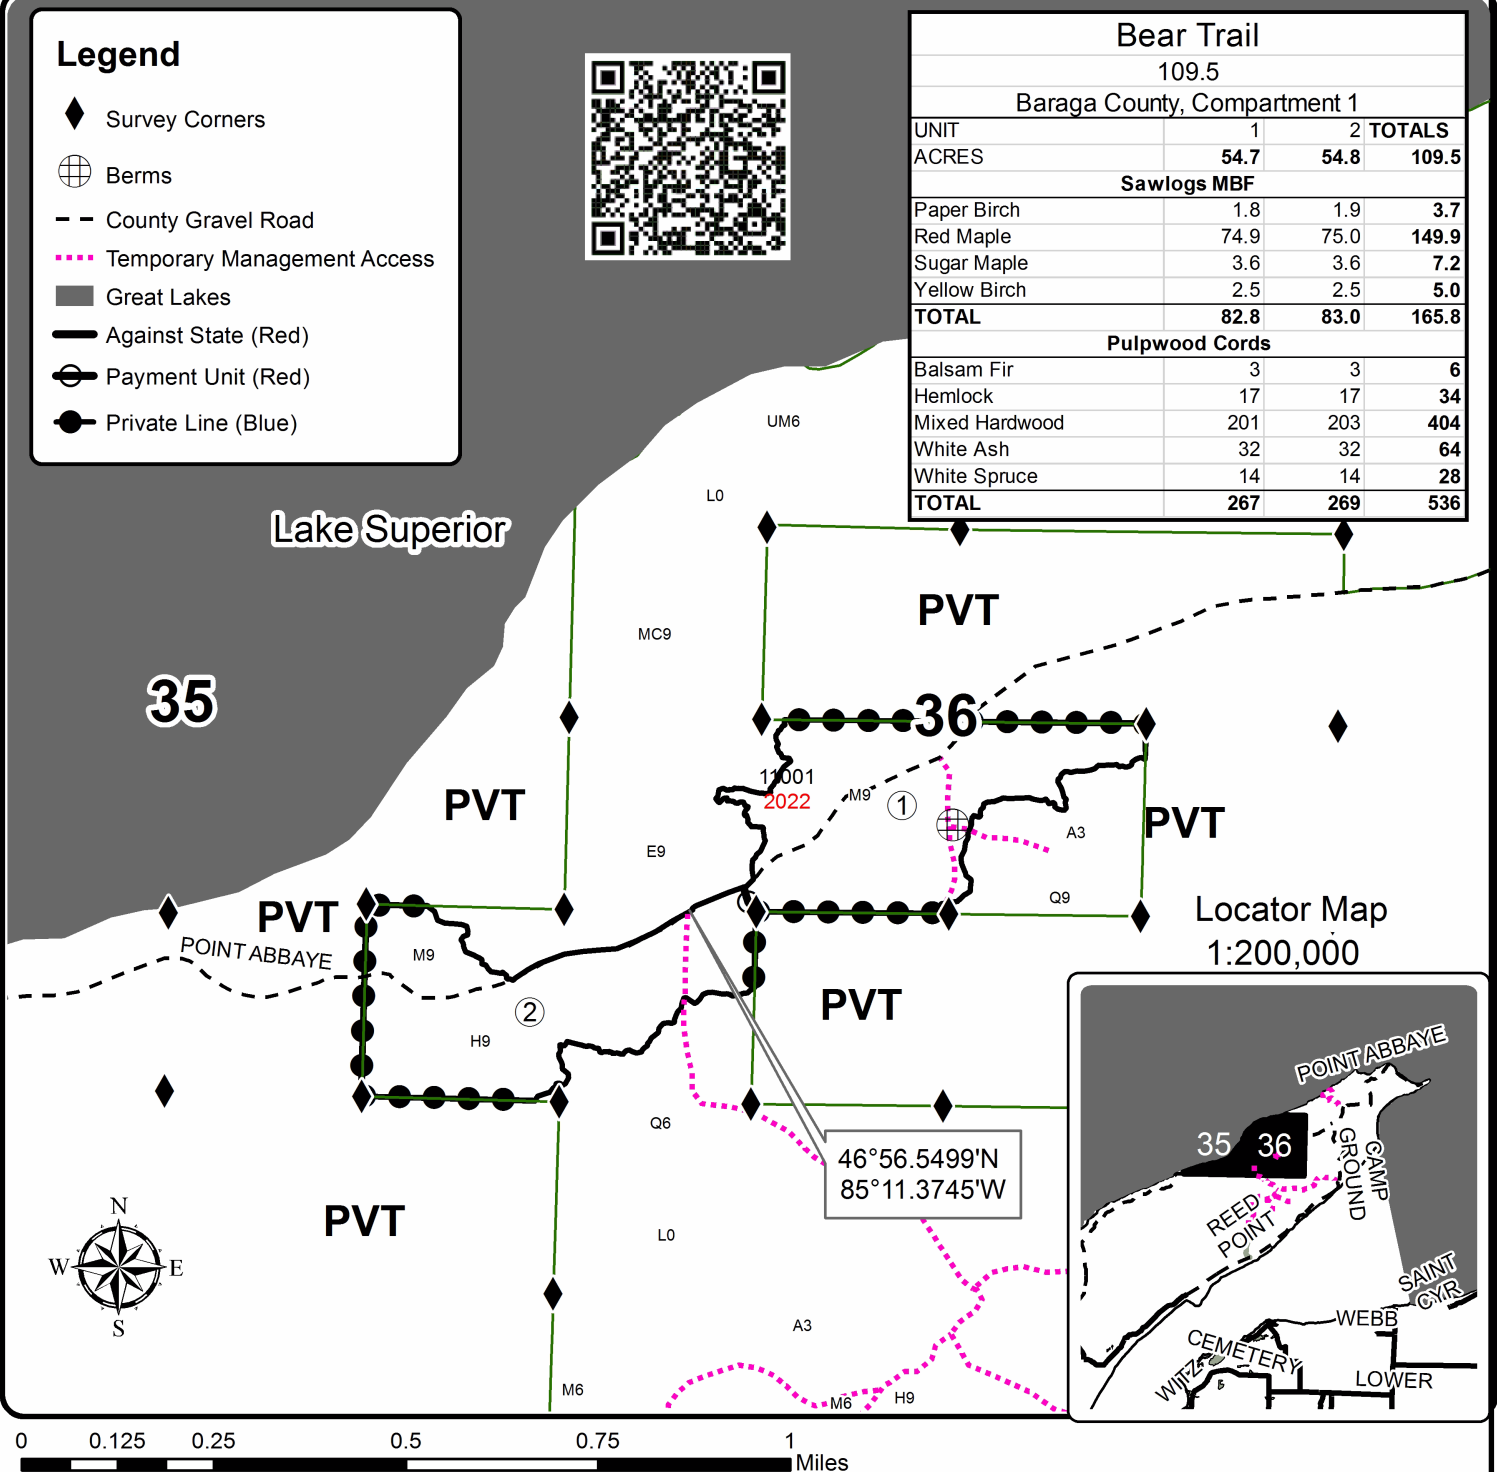 Legend
Survey Corners
Berms
County Gravel Road
Temporary Management Access
Great Lakes
Against State (Red)
Payment Unit (Red)
Private Line (Blue)
Bear Trail
109.5
Baraga County, Compartment 1
UNIT 1 2 TOTALS
ACRES 54.7 54.8 109.5
Sawlogs MBF
Paper Birch 1.8 1.9 3.7
Red Maple 74.9 75.0 149.9
Sugar Maple 3.6 3.6 7.2
Yellow Birch 2.5 2.5 5.0
TOTAL 82.8 83.0 165.8
Pulpwood Cords
Balsam Fir 3 3 6
Hemlock 17 17 34
Mixed Hardwood 201 203 404
White Ash 32 32 64
White Spruce 14 14 28
TOTAL 267 269 536
UM6
L0
Lake Superior
PVT
MC9
35
36
11001
2022
M9
1
PVT
A3
PVT
E9
Q9
PVT
POINT ABBAYE
M9
2
H9
PVT
Locator Map
1:200,000
Q6
46°56.5499'N
85°11.3745'W
PVT
L0
A3
M6
M6
H9
N
W E
S
POINT ABBAYE
35 36
CAMP
GROUND
REED
POINT
SAINT
CYR
WEBB
CEMETERY
WITZ
LOWER
0 0.125 0.25 0.5 0.75 1
Miles